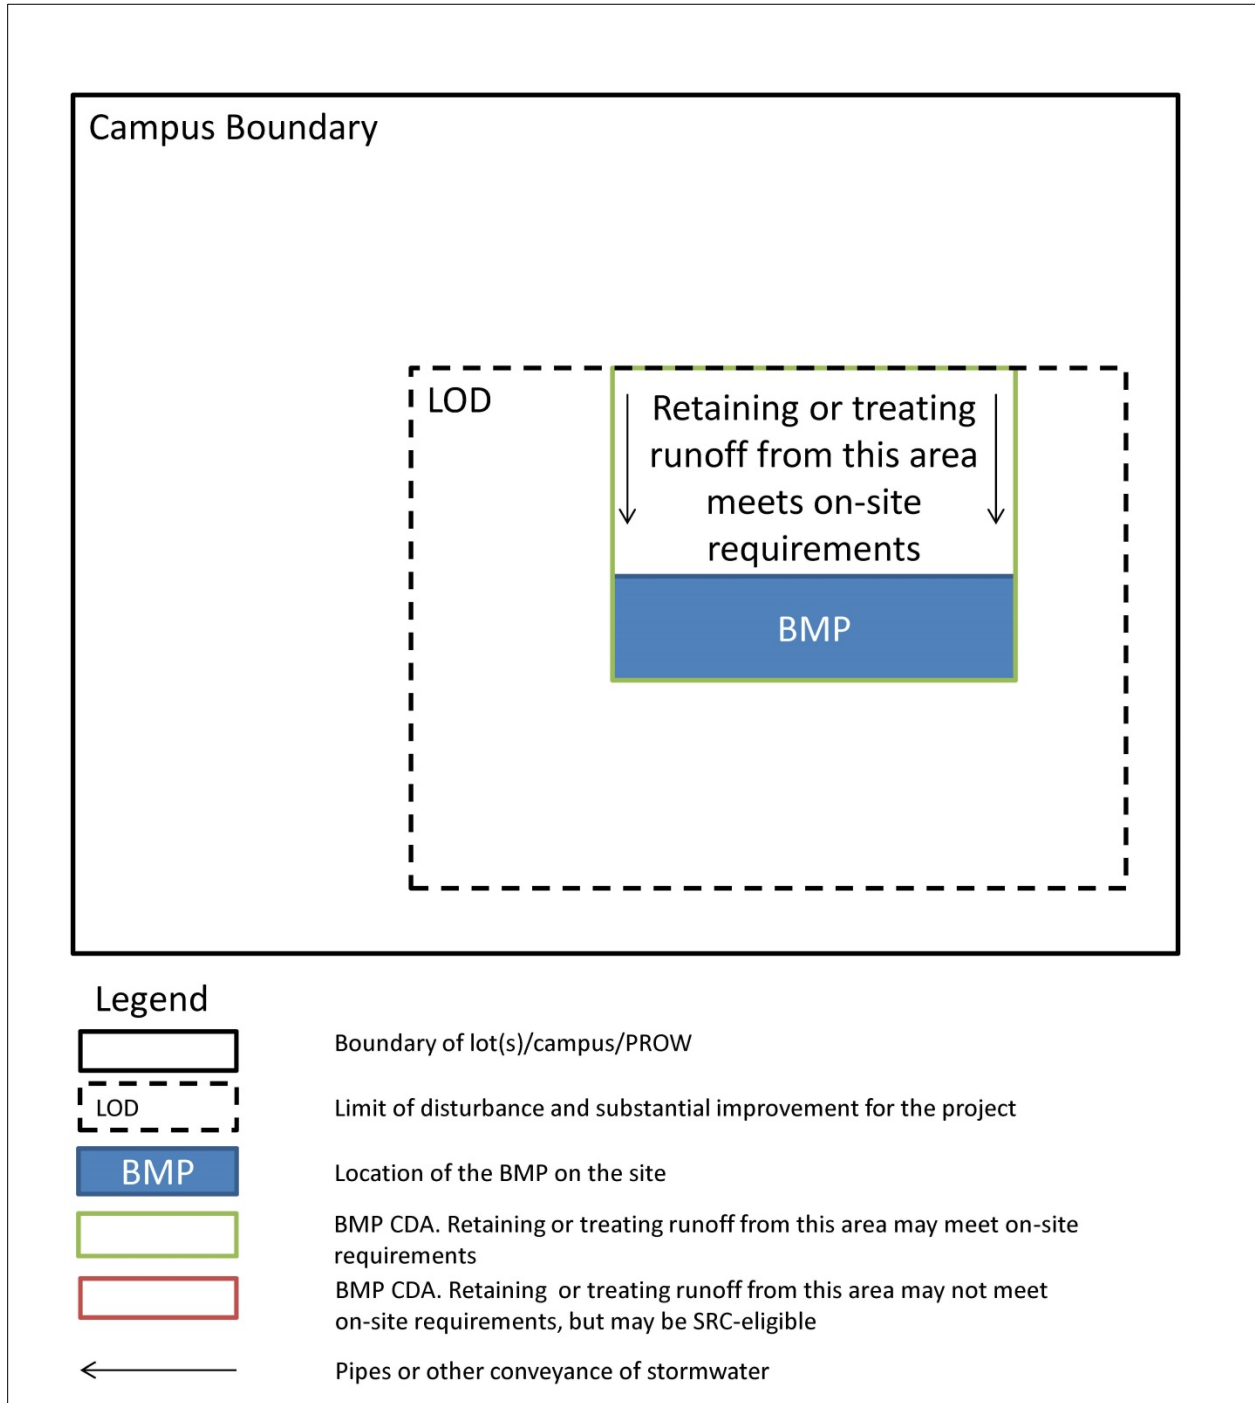 Campus Boundary
LOD
Retaining or treating
runoff from this area
meets on-site
requirements
BMP
Legend
Boundary of lot(s)/campus/PROW
LOD
Limit of disturbance and substantial improvement for the project
BMP
Location of the BMP on the site
BMP CDA. Retaining or treating runoff from this area may meet on-site
requirements
BMP CDA. Retaining or treating runoff from this area may not meet
on-site requirements, but may be SRC-eligible
Pipes or other conveyance of stormwater